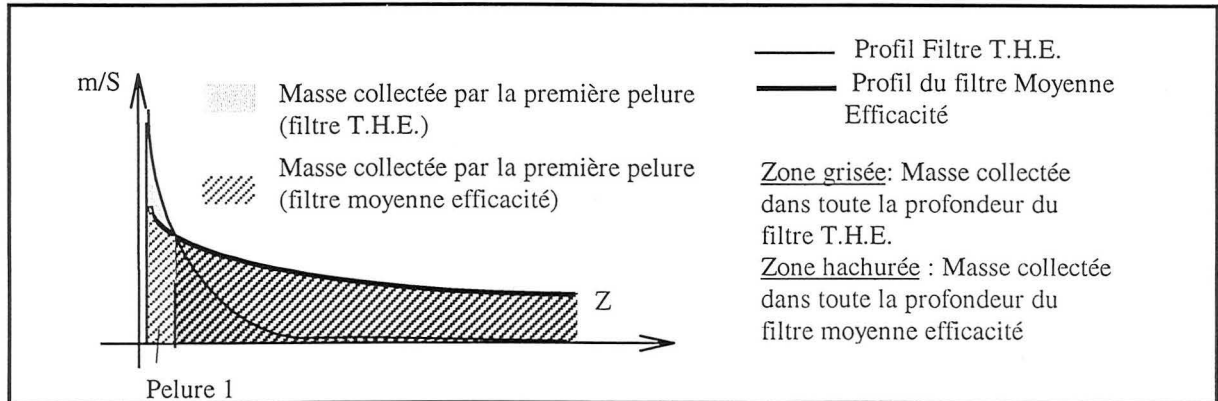 m/S
Masse collectée par la première pelure
(filtre T.H.E.)
Masse collectée par la première pelure
(filtre moyenne efficacité)
Z
Pelure 1
Profil Filtre T.H.E.
Profil du filtre Moyenne
Efficacité
Zone grisée: Masse collectée
dans toute la profondeur du
filtre T.H.E.
Zone hachurée : Masse collectée
dans toute la profondeur du
filtre moyenne efficacité